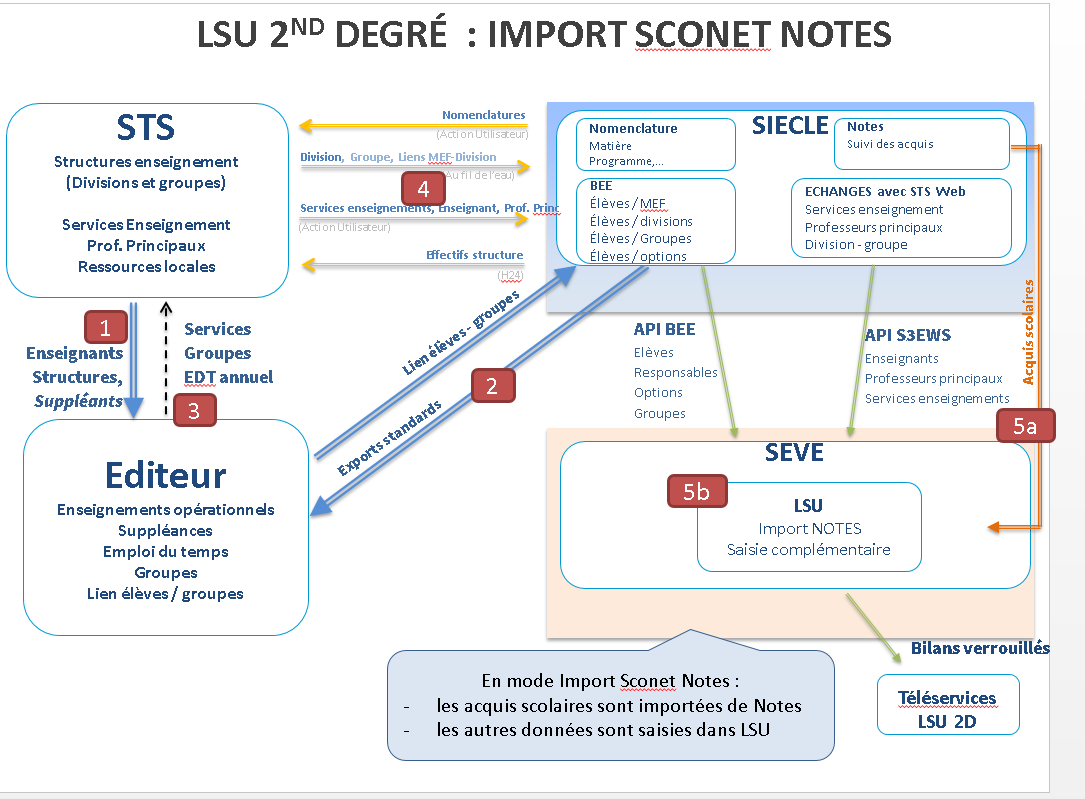 LSU 2ND DEGRÉ : IMPORT SCONET NOTES
STS
Structures enseignement
(Divisions et groupes)
Services Enseignement
Prof. Principaux
Ressources locales
Nomenclatures
(Action Utilisateur)
Division, Groupe, Liens MEF-Division
Au fil de l'eau)
4
Services enseignements, Enseignant, Prof. Princ
(Action Utilisateur)
Effectifs structure
(H24)
SIECLE
Nomenclature
Matière
Programme,...
Notes
Suivi des acquis
BEE
Élèves / MEF
Élèves / divisions
Élèves / Groupes
Élèves / options
ECHANGES avec STS Web
Services enseignement
Professeurs principaux
Division - groupe
1
Enseignants
Structures,
Suppléants
Services
Groupes
EDT annuel
3
Lien élèves - groupes
2
Exports standards
API BEE
Elèves
Responsables
Options
Groupes
API S3EWS
Enseignants
Professeurs principaux
Services enseignements
Acquis scolaires
5a
Editeur
Enseignements opérationnels
Suppléances
Emploi du temps
Groupes
Lien élèves / groupes
SEVE
5b
LSU
Import NOTES
Saisie complémentaire
Bilans verrouillés
Téléservices
LSU 2D
En mode Import Sconet Notes :
- les acquis scolaires sont importées de Notes
- les autres données sont saisies dans LSU